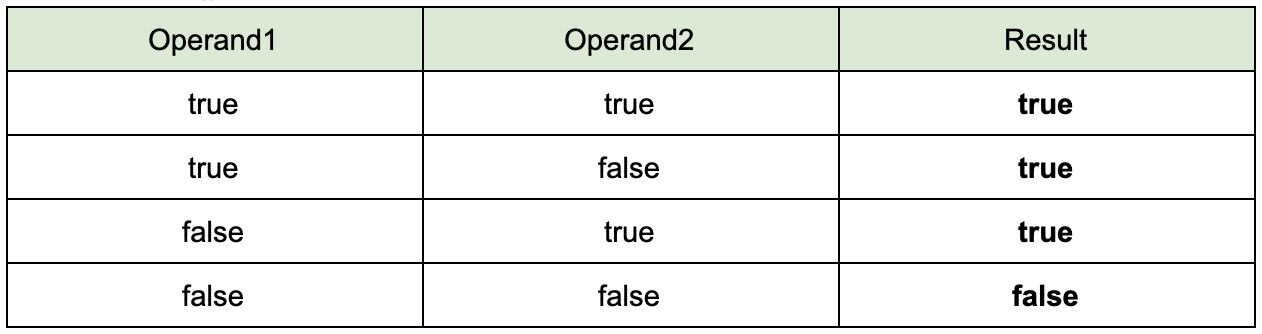 Operand1 Operand2 Result
true true true
true false true
false true true
false false false